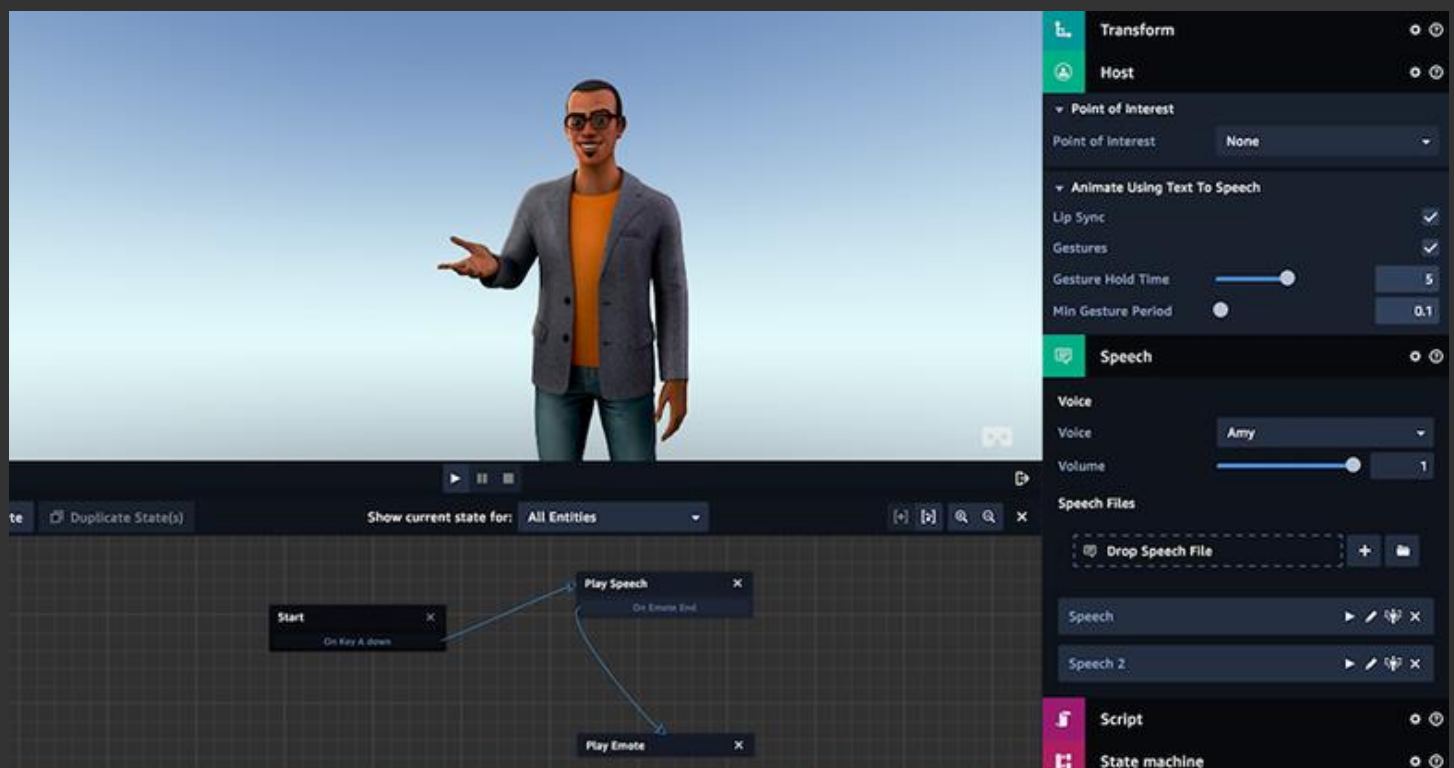 Transform
Host
Point of Interest
Point of Interest None
Animate Using Text To Speech
Lip Sync
Gestures
Gesture Hold Time 5
Min Gesture Period 0.1
Speech
Voice
Voice Amy
Volume 1
Speech Files
Drop Speech File
Speech
Speech 2
Script
State machine
te Duplicate State(s) Show current state for: All Entities
Play Speech
On Emote End
Start
On Key A down
Play Emote